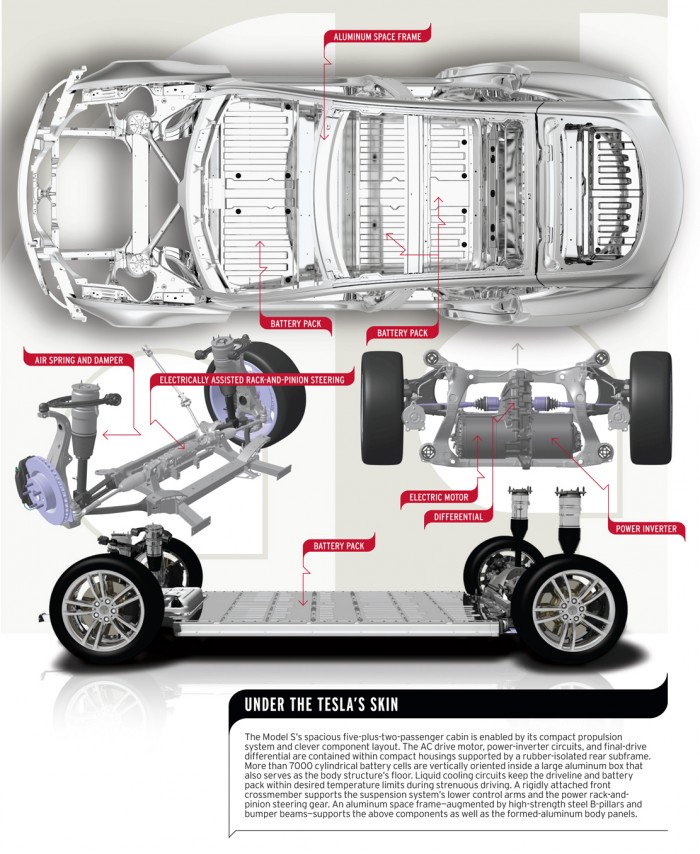 ALUMINUM SPACE FRAME
BATTERY PACK
BATTERY PACK
AIR SPRING AND DAMPER
ELECTRICALLY ASSISTED RACK-AND-PINION STEERING
ELECTRIC MOTOR
DIFFERENTIAL
POWER INVERTER
BATTERY PACK
UNDER THE TESLA'S SKIN
The Model S's spacious five-plus-two-passenger cabin is enabled by its compact propulsion
system and clever component layout. The AC drive motor, power-inverter circuits, and final-drive
differential are contained within compact housings supported by a rubber-isolated rear subframe.
More than 7000 cylindrical battery cells are vertically oriented inside a large aluminum box that
also serves as the body structure's floor. Liquid cooling circuits keep the driveline and battery
pack within desired temperature limits during strenuous driving. A rigidly attached front
crossmember supports the suspension system's lower control arms and the power rack-and-
pinion steering gear. An aluminum space frame—augmented by high-strength steel B-pillars and
bumper beams—supports the above components as well as the formed-aluminum body panels.